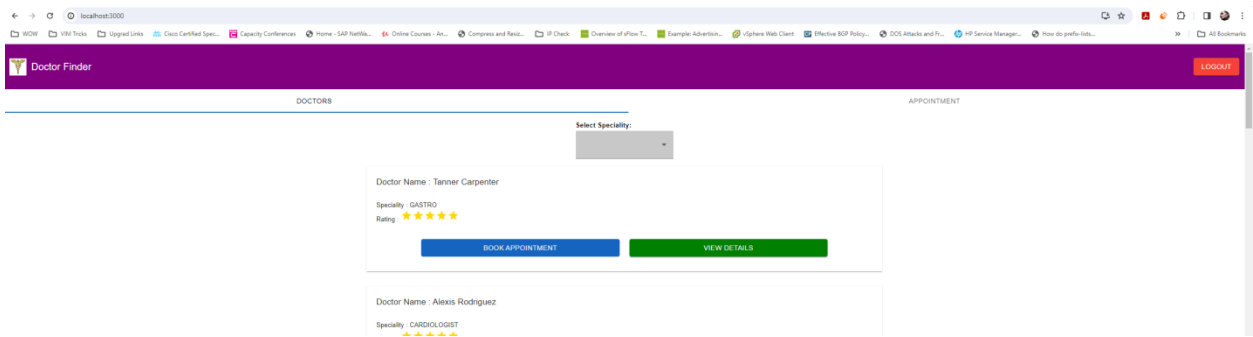 localhost:3000
WOW VIM Tricks Upgrad Links Cisco Certified Spec... Capacity Conferences Home - SAP NetWe... Online Courses - An... Compress and Resiz... IP Check Overview of sFlow T... Example: Advertisin... vSphere Web Client Effective BGP Policy... DOS Attacks and Fr... HP Service Manager... How do prefix-lists... » All Bookmarks
Doctor Finder LOGOUT
DOCTORS APPOINTMENT
Select Speciality:
Doctor Name : Tanner Carpenter
Speciality : GASTRO
Rating :
BOOK APPOINTMENT VIEW DETAILS
Doctor Name : Alexis Rodriguez
Speciality : CARDIOLOGIST